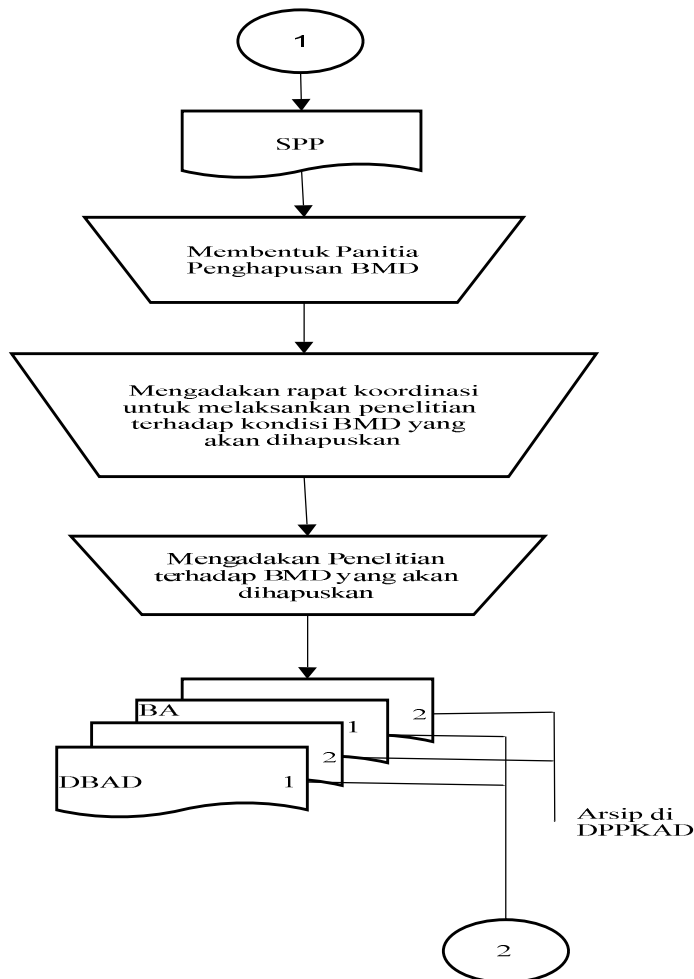 1
SPP
Membentuk Panitia
Penghapusan BMD
Mengadakan rapat koordinasi
untuk melaksankan penelitian
terhadap kondisi BMD yang
akan dihapuskan
Mengadakan Penelitian
terhadap BMD yang akan
dihapuskan
2
BA 1
2
DBAD 1
Arsip di
DPPKAD
2